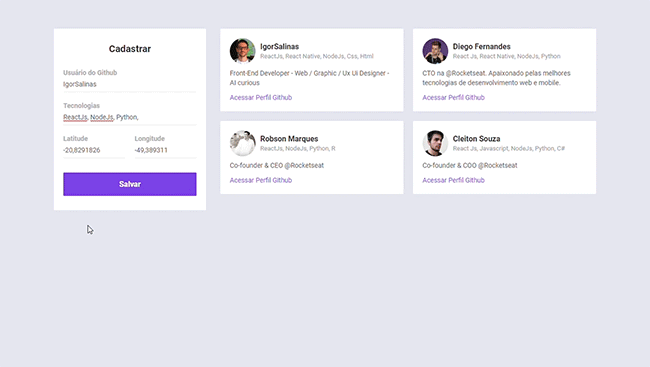 Cadastrar
Usuário do Github
IgorSalinas
Tecnologias
ReactJs, NodeJs, Python,
Latitude Longitude
-20,8291826 -49,389311
Salvar
IgorSalinas
ReactJs, React Native, NodeJs, Css, Html
Front-End Developer - Web / Graphic / Ux Ui Designer -
AI curious
Acessar Perfil Github
Diego Fernandes
React Js, React Native, NodeJs, Python
CTO na @Rocketseat. Apaixonado pelas melhores
tecnologias de desenvolvimento web e mobile.
Acessar Perfil Github
Robson Marques
ReactJs, NodeJs, Python, R
Co-founder & CEO @Rocketseat
Acessar Perfil Github
Cleiton Souza
React Js, Javascript, NodeJs, Python, C#
Co-founder & COO @Rocketseat
Acessar Perfil Github